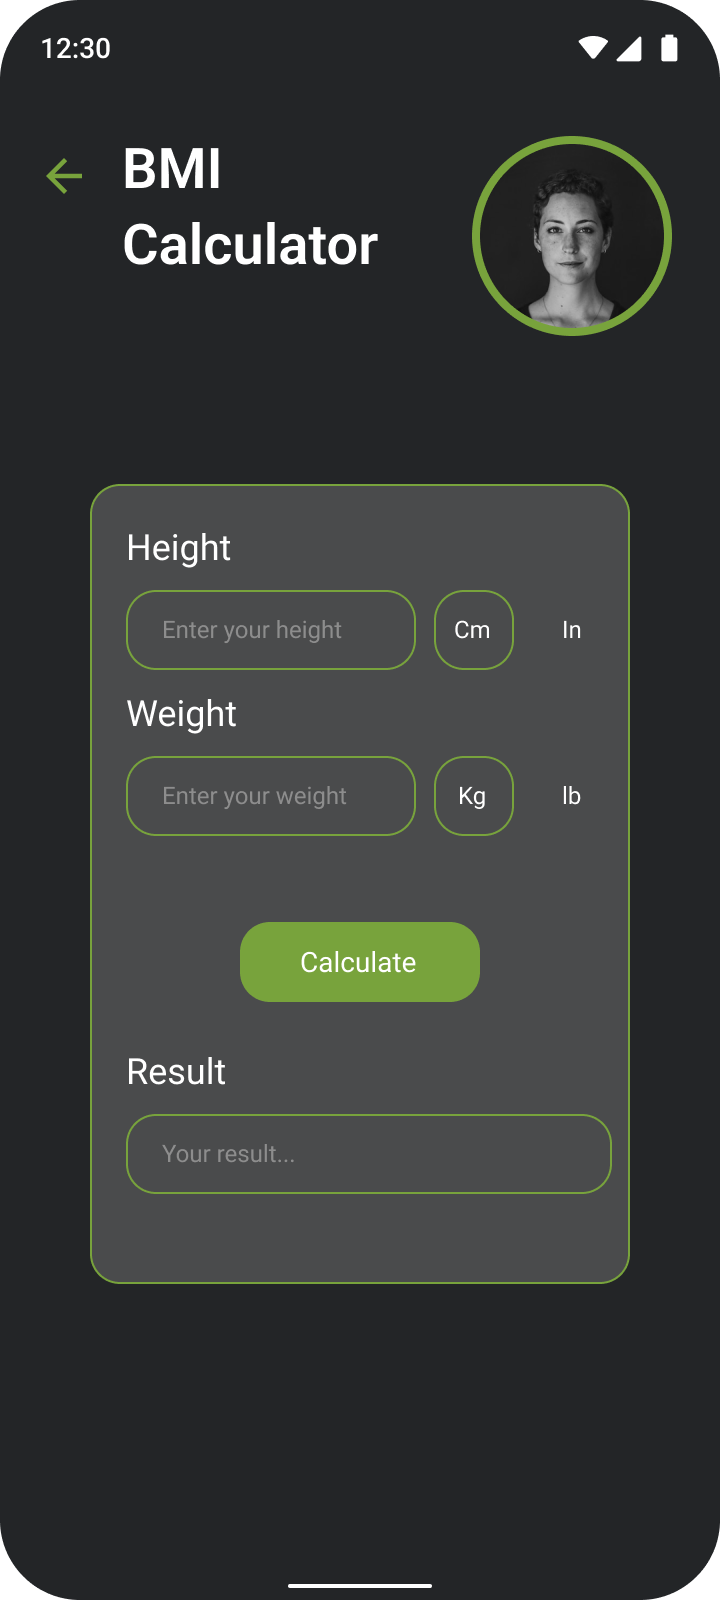 12:30
BMI
Calculator
Height
Enter your height
Cm
In
Weight
Enter your weight
Kg
lb
Calculate
Result
Your result...